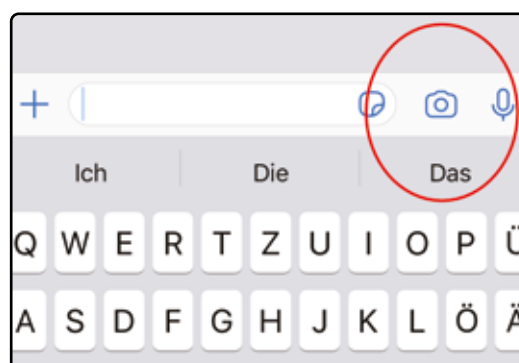 Ich Die Das
Q W E R T Z U I O P Ü
A S D F G H J K L Ö Ä